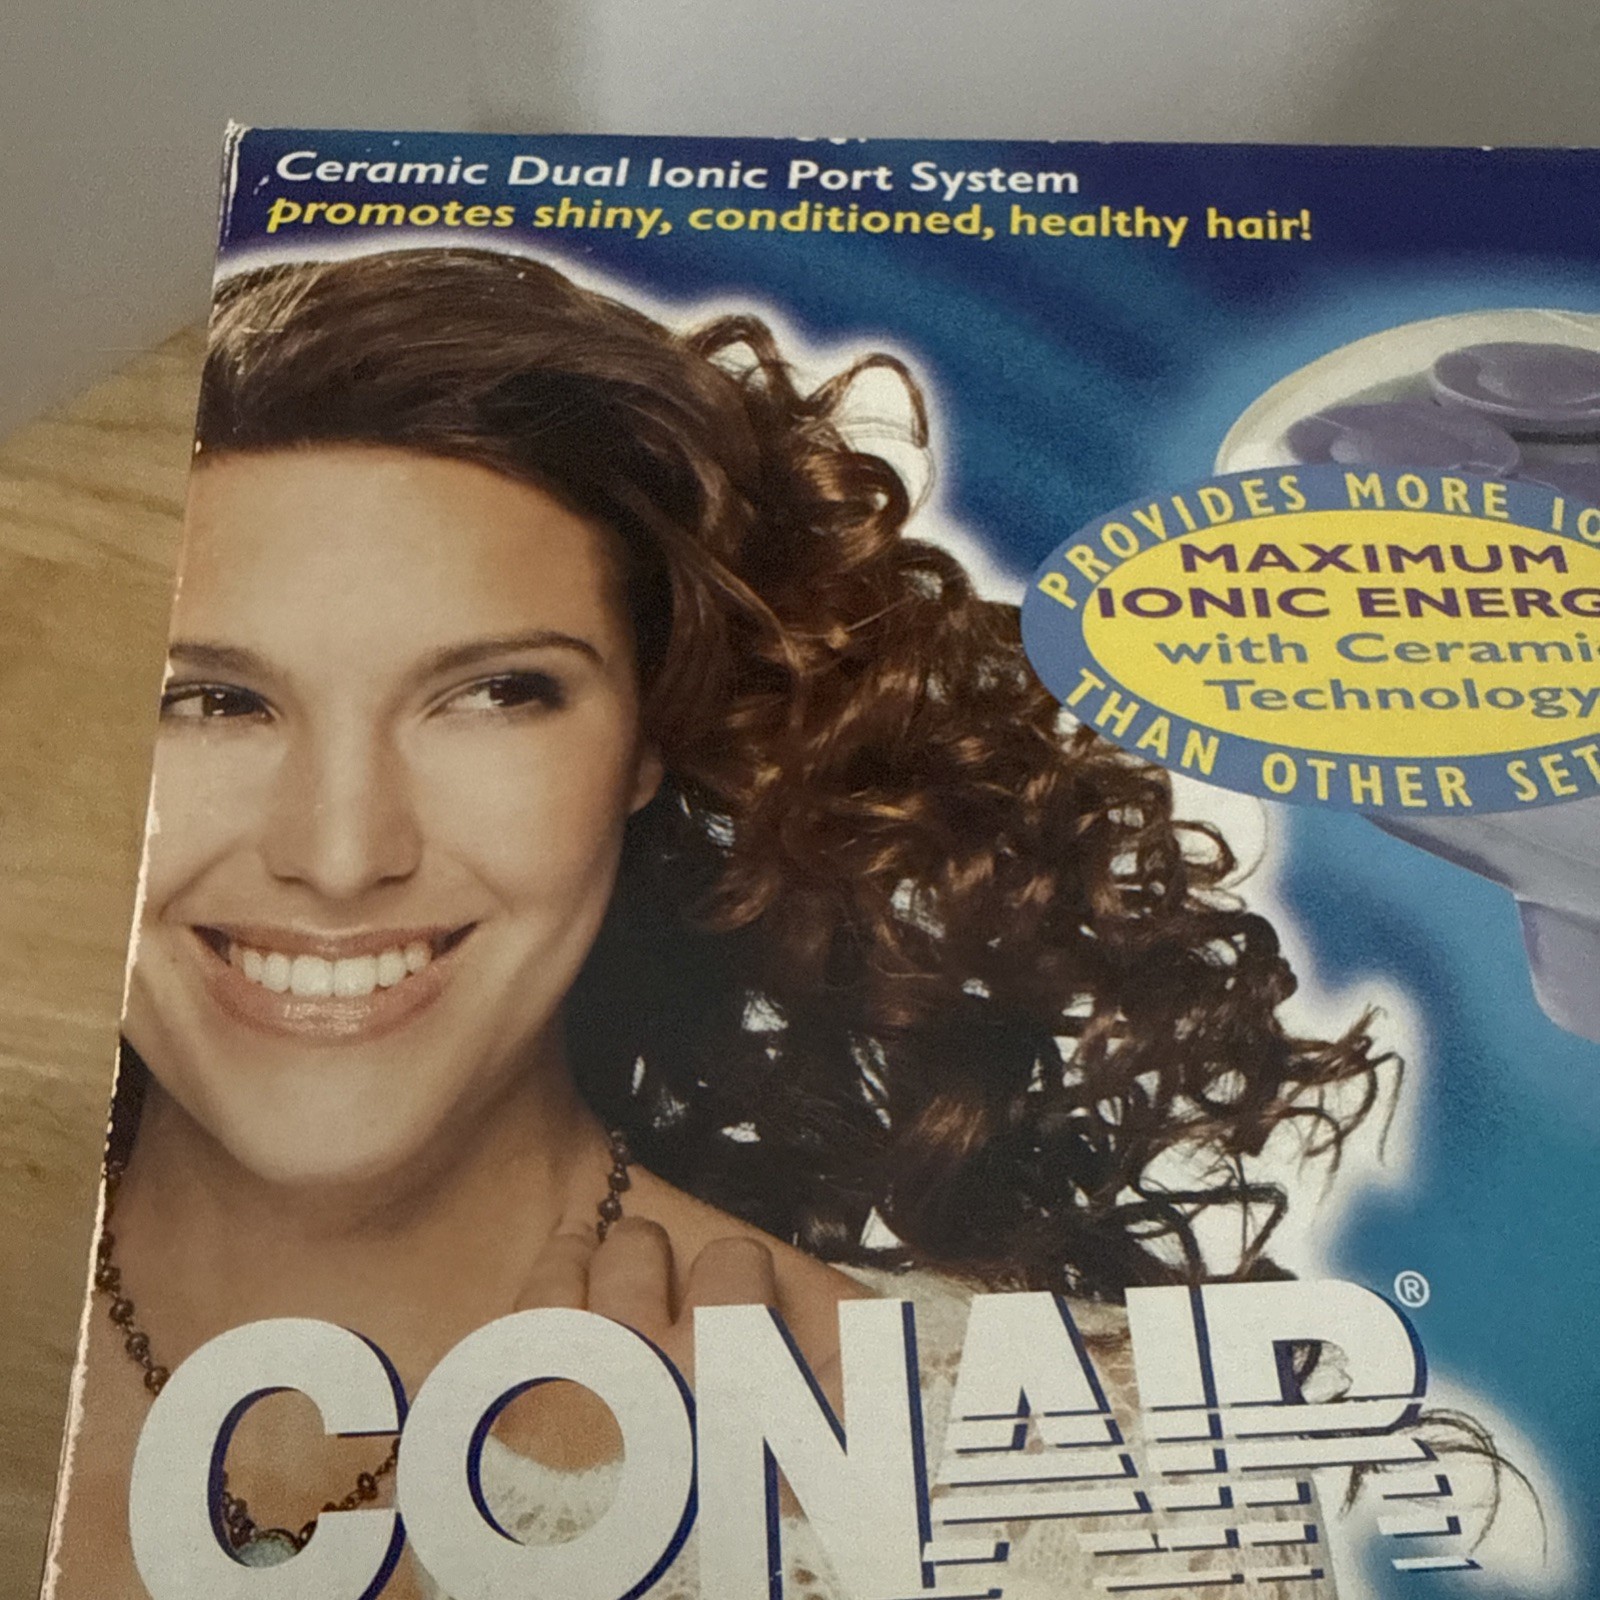 Ceramic Dual Ionic Port System
promotes shiny, conditioned, healthy hair!
PROVIDES MORE
MAXIMUM
IONIC
with
Technology
THAN OTHER
CONAIR®